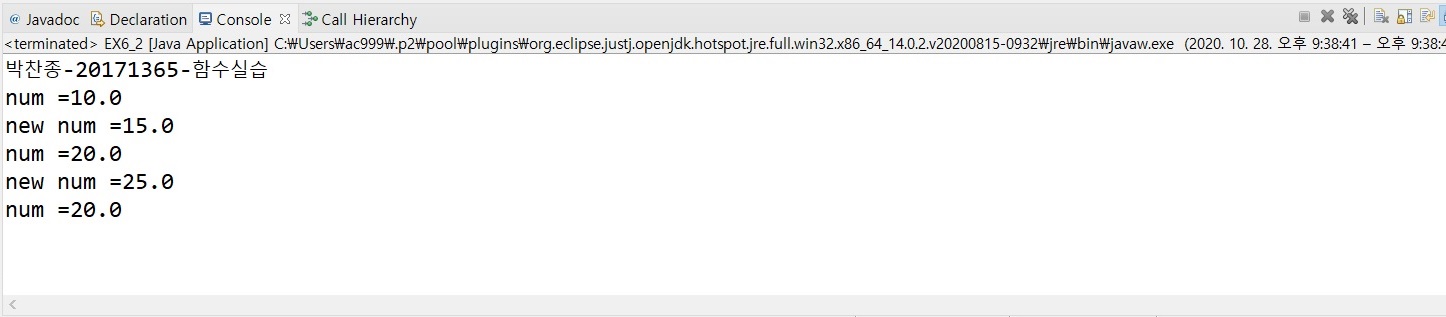 @ Javadoc Declaration Console Call Hierarchy
<terminated> EX6_2 [Java Application] C:₩Users₩ac999₩.p2₩pool₩plugins₩org.eclipse.justj.openjdk.hotspot.jre.full.win32.x86_64_14.0.2.v20200815-0932₩jre₩bin₩javaw.exe (2020. 10. 28. 오후 9:38:41 – 오후 9:38:4
박찬종-20171365-함수실습
num =10.0
new num =15.0
num =20.0
new num =25.0
num =20.0